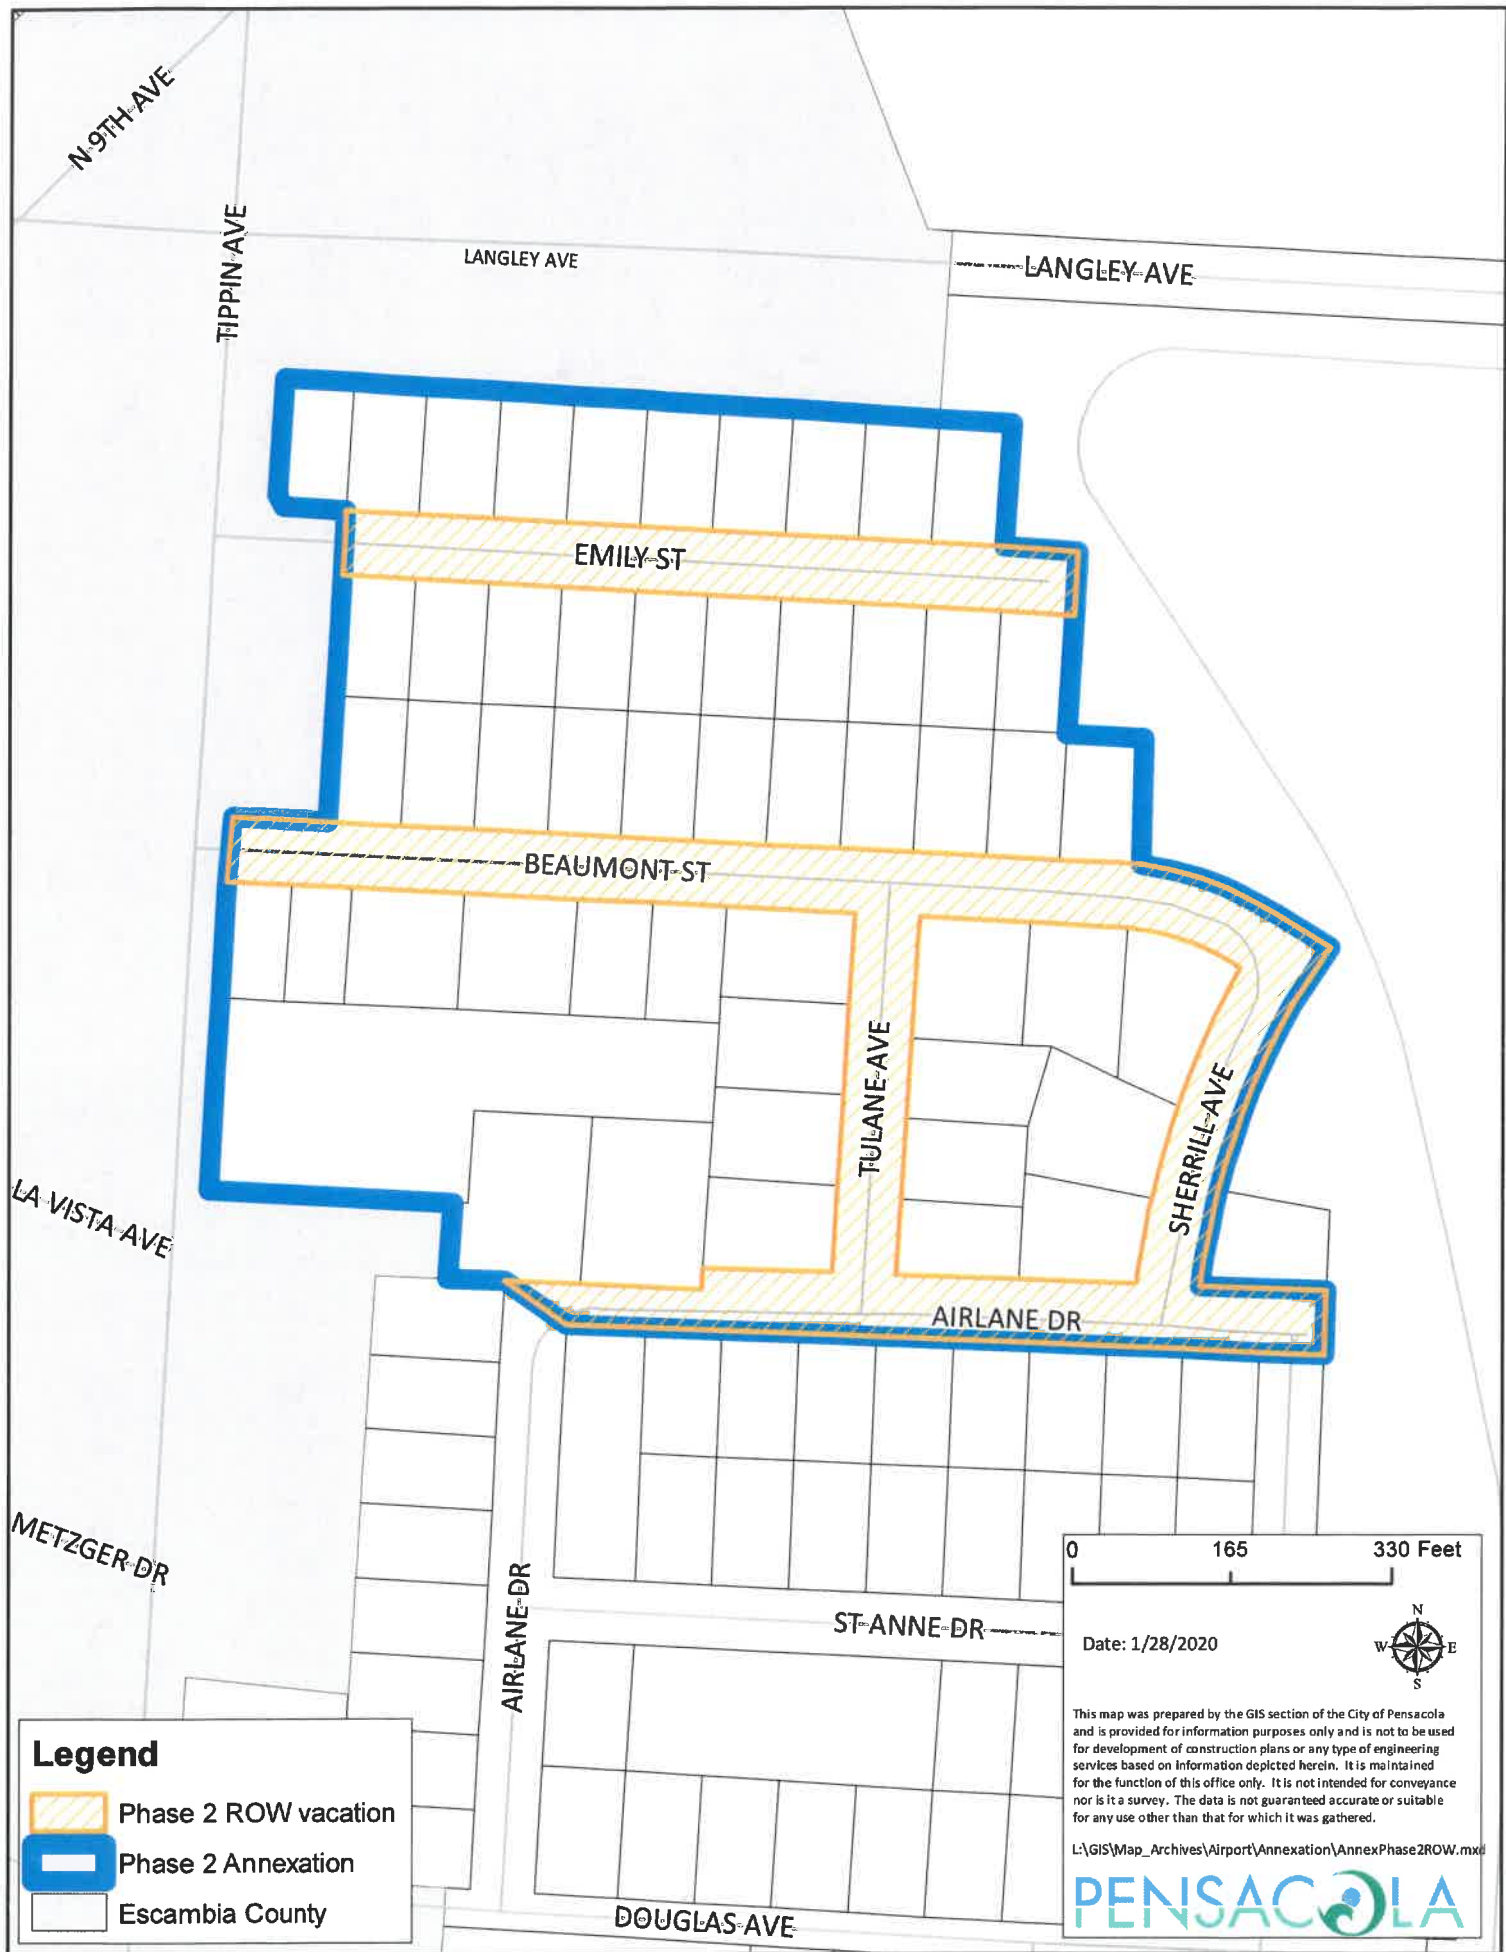 N 9TH AVE
TIPPIN AVE
LANGLEY AVE
LANGLEY AVE
EMILY ST
BEAUMONT ST
TULANE AVE
SHERRILL AVE
LA VISTA AVE
AIRLANE DR
METZGER DR
AIRLANE DR
ST ANNE DR
DOUGLAS AVE
0 165 330 Feet
Date: 1/28/2020
N
W E
S
This map was prepared by the GIS section of the City of Pensacola
and is provided for information purposes only and is not to be used
for development of construction plans or any type of engineering
services based on information depicted herein. It is maintained
for the function of this office only. It is not intended for conveyance
nor is it a survey. The data is not guaranteed accurate or suitable
for any use other than that for which it was gathered.
L:\GIS\Map_Archives\Airport\Annexation\AnnexPhase2ROW.mxd
PENSACOLA
Legend
Phase 2 ROW vacation
Phase 2 Annexation
Escambia County